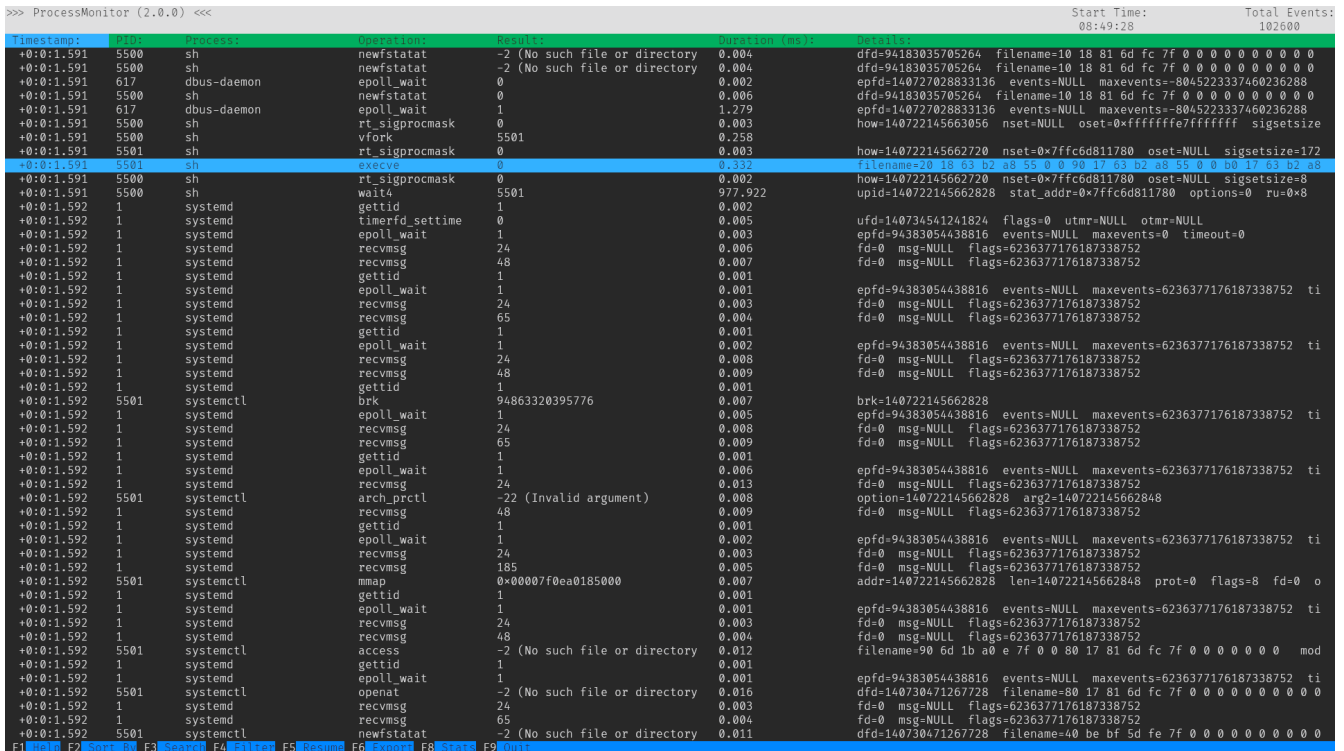 >>> ProcessMonitor (2.0.0) <<< Start Time: Total Events:
08:49:28 102600
Timestamp: PID: Process: Operation: Result: Duration (ms): Details:
+0:0:1.591 5500 sh newfstatat -2 (No such file or directory 0.004 dfd=94183035705264 filename=10 18 81 6d fc 7f 0 0 0 0 0 0 0 0 0 0
+0:0:1.591 5500 sh newfstatat -2 (No such file or directory 0.004 dfd=94183035705264 filename=10 18 81 6d fc 7f 0 0 0 0 0 0 0 0 0 0
+0:0:1.591 617 dbus-daemon epoll_wait 0 0.002 epfd=140727028833136 events=NULL maxevents=-8045223337460236288
+0:0:1.591 5500 sh newfstatat 0 0.006 dfd=94183035705264 filename=10 18 81 6d fc 7f 0 0 0 0 0 0 0 0 0 0
+0:0:1.591 617 dbus-daemon epoll_wait 1 1.279 epfd=140727028833136 events=NULL maxevents=-8045223337460236288
+0:0:1.591 5500 sh rt_sigprocmask 0 0.003 how=140722145663056 nset=NULL oset=0×fffffffe7fffffff sigsetsize
+0:0:1.591 5500 sh vfork 5501 0.258
+0:0:1.591 5501 sh rt_sigprocmask 0 0.003 how=140722145662720 nset=0×7ffc6d811780 oset=NULL sigsetsize=172
+0:0:1.591 5501 sh execve 0 0.332 filename=20 18 63 b2 a8 55 0 0 90 17 63 b2 a8 55 0 0 b0 17 63 b2 a8
+0:0:1.591 5500 sh rt_sigprocmask 0 0.002 how=140722145662720 nset=0×7ffc6d811780 oset=NULL sigsetsize=8
+0:0:1.591 5500 sh wait4 5501 977.922 upid=140722145662828 stat_addr=0×7ffc6d811780 options=0 ru=0×8
+0:0:1.592 1 systemd gettid 1 0.002
+0:0:1.592 1 systemd timerfd_settime 0 0.005 ufd=140734541241824 flags=0 utmr=NULL otmr=NULL
+0:0:1.592 1 systemd epoll_wait 1 0.003 epfd=94383054438816 events=NULL maxevents=0 timeout=0
+0:0:1.592 1 systemd recvmsg 24 0.006 fd=0 msg=NULL flags=6236377176187338752
+0:0:1.592 1 systemd recvmsg 48 0.007 fd=0 msg=NULL flags=6236377176187338752
+0:0:1.592 1 systemd gettid 1 0.001
+0:0:1.592 1 systemd epoll_wait 1 0.001 epfd=94383054438816 events=NULL maxevents=6236377176187338752 ti
+0:0:1.592 1 systemd recvmsg 24 0.003 fd=0 msg=NULL flags=6236377176187338752
+0:0:1.592 1 systemd recvmsg 65 0.004 fd=0 msg=NULL flags=6236377176187338752
+0:0:1.592 1 systemd gettid 1 0.001
+0:0:1.592 1 systemd epoll_wait 1 0.002 epfd=94383054438816 events=NULL maxevents=6236377176187338752 ti
+0:0:1.592 1 systemd recvmsg 24 0.008 fd=0 msg=NULL flags=6236377176187338752
+0:0:1.592 1 systemd recvmsg 48 0.009 fd=0 msg=NULL flags=6236377176187338752
+0:0:1.592 1 systemd gettid 1 0.001
+0:0:1.592 5501 systemctl brk 94863320395776 0.007 brk=140722145662828
+0:0:1.592 1 systemd epoll_wait 1 0.005 epfd=94383054438816 events=NULL maxevents=6236377176187338752 ti
+0:0:1.592 1 systemd recvmsg 24 0.008 fd=0 msg=NULL flags=6236377176187338752
+0:0:1.592 1 systemd recvmsg 65 0.009 fd=0 msg=NULL flags=6236377176187338752
+0:0:1.592 1 systemd gettid 1 0.001
+0:0:1.592 1 systemd epoll_wait 1 0.006 epfd=94383054438816 events=NULL maxevents=6236377176187338752 ti
+0:0:1.592 1 systemd recvmsg 24 0.013 fd=0 msg=NULL flags=6236377176187338752
+0:0:1.592 5501 systemctl arch_prctl -22 (Invalid argument) 0.008 option=140722145662828 arg2=140722145662848
+0:0:1.592 1 systemd recvmsg 48 0.009 fd=0 msg=NULL flags=6236377176187338752
+0:0:1.592 1 systemd gettid 1 0.001
+0:0:1.592 1 systemd epoll_wait 1 0.002 epfd=94383054438816 events=NULL maxevents=6236377176187338752 ti
+0:0:1.592 1 systemd recvmsg 24 0.003 fd=0 msg=NULL flags=6236377176187338752
+0:0:1.592 1 systemd recvmsg 185 0.005 fd=0 msg=NULL flags=6236377176187338752
+0:0:1.592 5501 systemctl mmap 0×00007f0ea0185000 0.007 addr=140722145662828 len=140722145662848 prot=0 flags=8 fd=0 o
+0:0:1.592 1 systemd gettid 1 0.001
+0:0:1.592 1 systemd epoll_wait 1 0.001 epfd=94383054438816 events=NULL maxevents=6236377176187338752 ti
+0:0:1.592 1 systemd recvmsg 24 0.003 fd=0 msg=NULL flags=6236377176187338752
+0:0:1.592 1 systemd recvmsg 48 0.004 fd=0 msg=NULL flags=6236377176187338752
+0:0:1.592 5501 systemctl access -2 (No such file or directory 0.012 filename=90 6d 1b a0 e 7f 0 0 80 17 81 6d fc 7f 0 0 0 0 0 0 0 mod
+0:0:1.592 1 systemd gettid 1 0.001
+0:0:1.592 1 systemd epoll_wait 1 0.001 epfd=94383054438816 events=NULL maxevents=6236377176187338752 ti
+0:0:1.592 5501 systemctl openat -2 (No such file or directory 0.016 dfd=140730471267728 filename=80 17 81 6d fc 7f 0 0 0 0 0 0 0 0 0 0
+0:0:1.592 1 systemd recvmsg 24 0.003 fd=0 msg=NULL flags=6236377176187338752
+0:0:1.592 1 systemd recvmsg 65 0.004 fd=0 msg=NULL flags=6236377176187338752
+0:0:1.592 5501 systemctl newfstatat -2 (No such file or directory 0.011 dfd=140730471267728 filename=40 be bf 5d fe 7f 0 0 0 0 0 0 0 0 0 0
F1 Help F2 Sort By F3 Search F4 Filter F5 Resume F6 Export F8 Stats F9 Quit